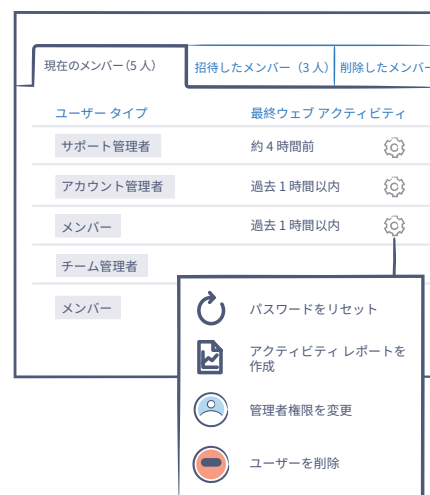 現在のメンバー（5 人）
招待したメンバー（3 人）
削除したメンバー
ユーザー タイプ
最終ウェブ アクティビティ
サポート管理者
約 4 時間前
アカウント管理者
過去 1 時間以内
メンバー
過去 1 時間以内
チーム管理者
メンバー
パスワードをリセット
アクティビティ レポートを
作成
管理者権限を変更
ユーザーを削除